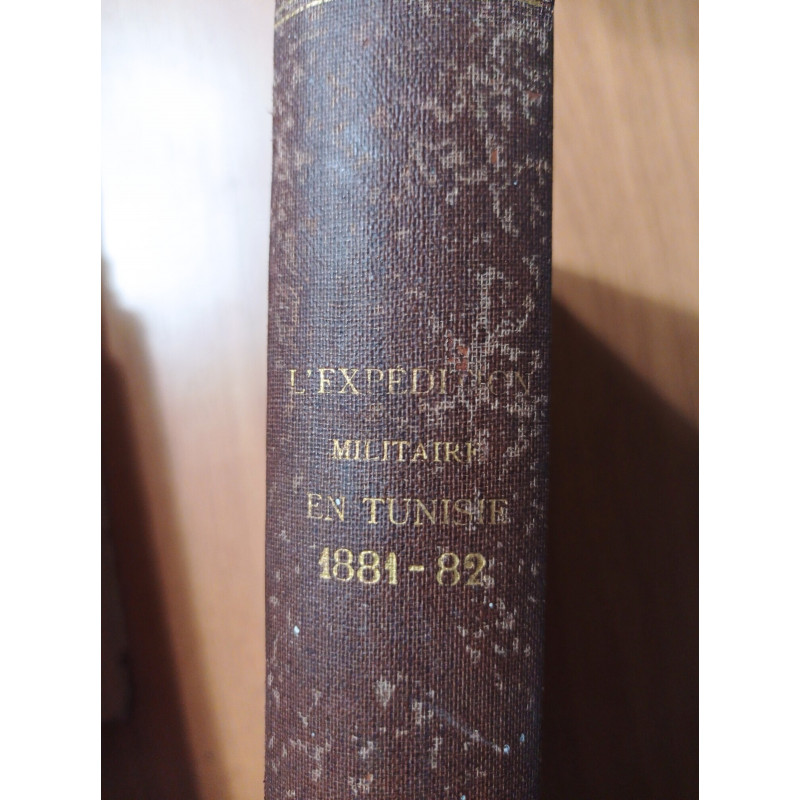 L'EXPEDITION
MILITAIRE
EN TUNISIE
1881-82